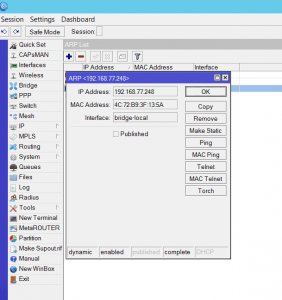 Session Settings Dashboard
Safe Mode Session:
Quick Set
CAPsMAN
Interfaces
Wireless
Bridge
PPP
Switch
Mesh
IP
MPLS
Routing
System
Queues
Files
Log
Radius
Tools
New Terminal
MetaROUTER
Partition
Make Supout.rif
Manual
New WinBox
Exit
ARP List
IP Address MAC Address Interface
ARP <192.168.77.248>
IP Address: 192.168.77.248
MAC Address: 4C:72:B9:3F:13:5A
Interface: bridge-local
Published
OK
Copy
Remove
Make Static
Ping
MAC Ping
Telnet
MAC Telnet
Torch
dynamic enabled published complete DHCP